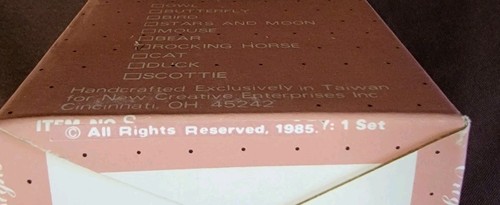 □OWL
□BUTTERFLY
□BIRD
□STARS AND MOON
□MOUSE
□BEAR
□ROCKING HORSE
□CAT
□DUCK
□SCOTTIE
Handcrafted Exclusively in Taiwan
for New Creative Enterprises Inc.
Cincinnati, OH 45242
ITEM NO.
© All Rights Reserved, 1985.
: 1 Set